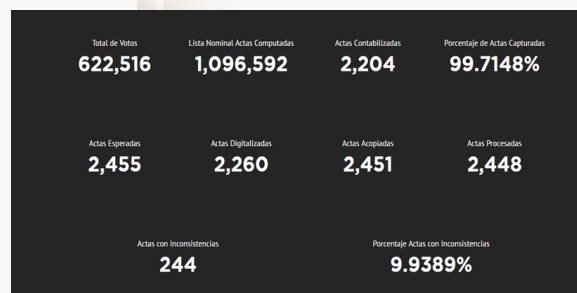 Total de Votos Lista Nominal Actas Computadas Actas Contabilizadas Porcentaje de Actas Capturadas
622,516 1,096,592 2,204 99.7148%
Actas Esperadas Actas Digitalizadas Actas Acopiadas Actas Procesadas
2,455 2,260 2,451 2,448
Actas con Inconsistencias Porcentaje Actas con Inconsistencias
244 9.9389%